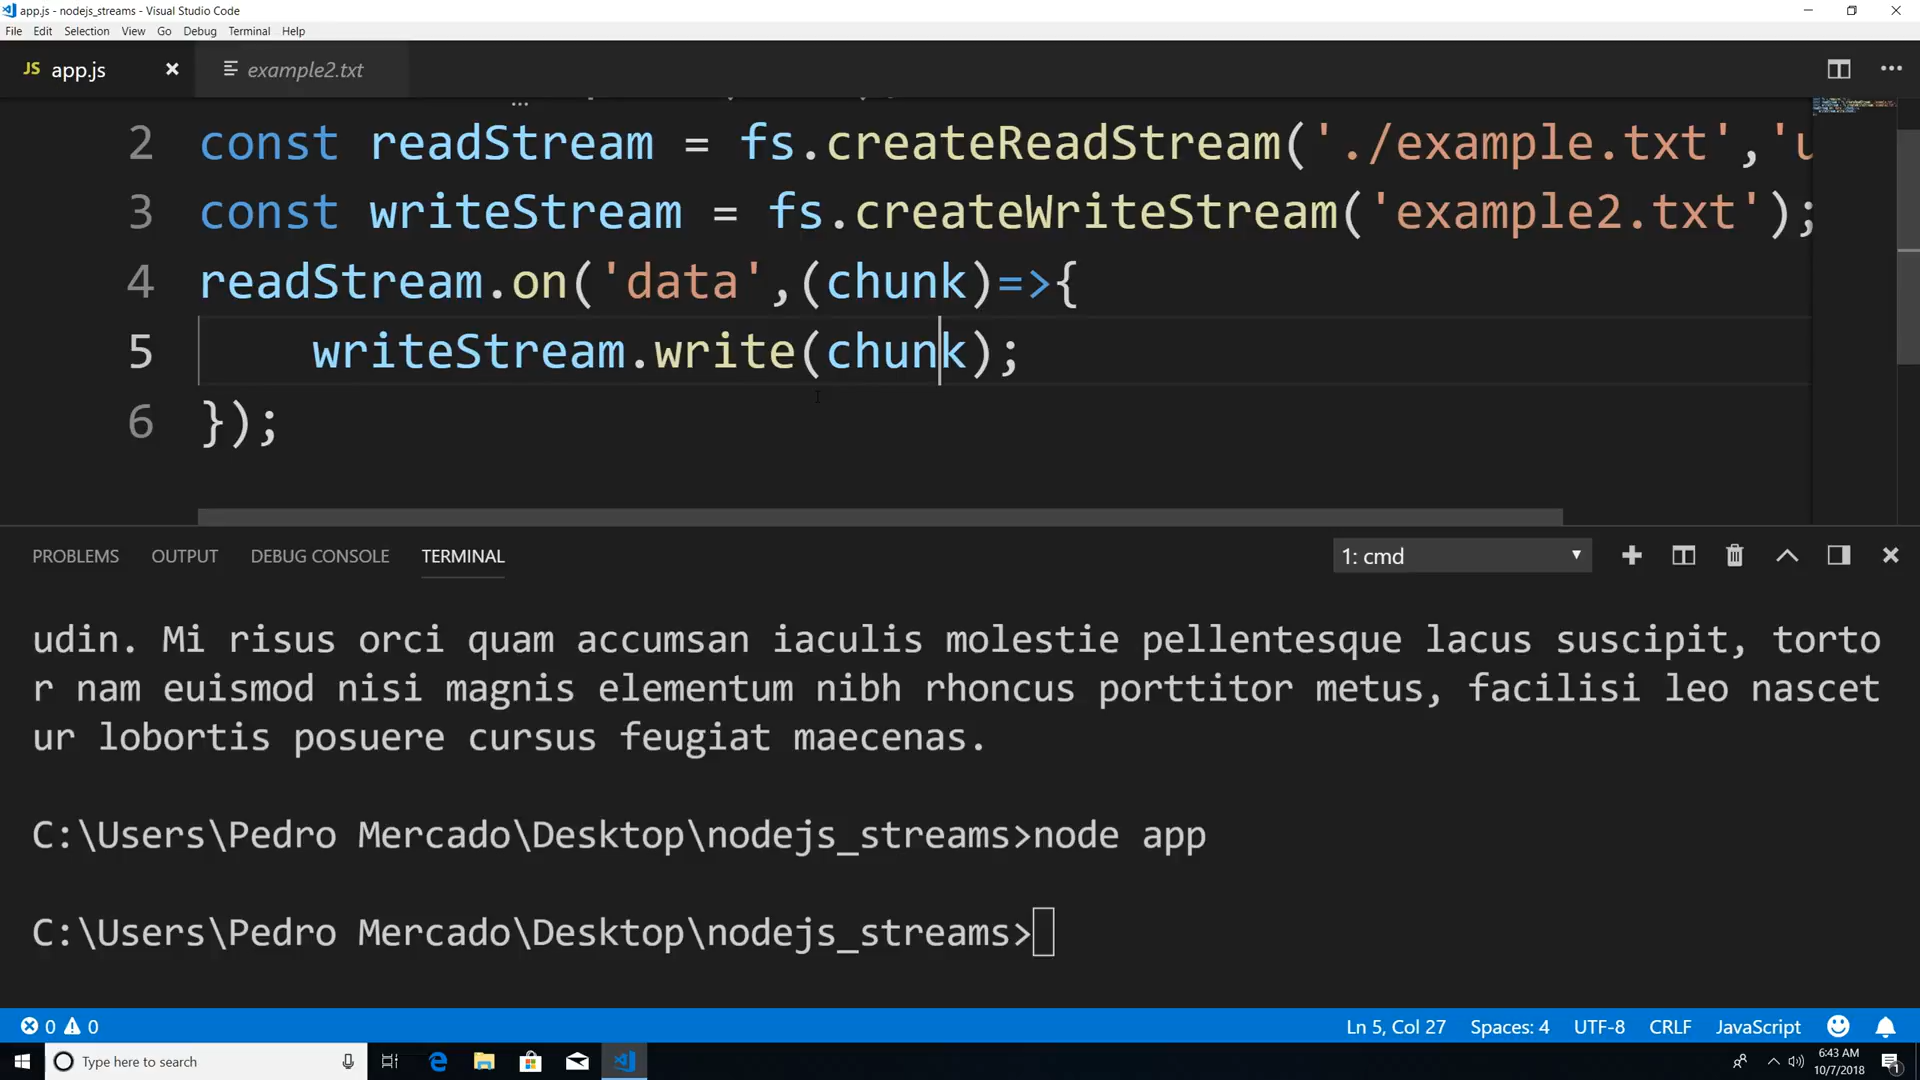 app.js - nodejs_streams - Visual Studio Code
File Edit Selection View Go Debug Terminal Help
JS app.js example2.txt
2 const readStream = fs.createReadStream('./example.txt','u
3 const writeStream = fs.createWriteStream('example2.txt');
4 readStream.on('data',(chunk)=>{
5 writeStream.write(chunk);
6 });
PROBLEMS OUTPUT DEBUG CONSOLE TERMINAL 1: cmd
udin. Mi risus orci quam accumsan iaculis molestie pellentesque lacus suscipit, torto
r nam euismod nisi magnis elementum nibh rhoncus porttitor metus, facilisi leo nascet
ur lobortis posuere cursus feugiat maecenas.
C:\Users\Pedro Mercado\Desktop\nodejs_streams>node app
C:\Users\Pedro Mercado\Desktop\nodejs_streams>
0 0 Ln 5, Col 27 Spaces: 4 UTF-8 CRLF JavaScript
Type here to search 6:43 AM
10/7/2018 1